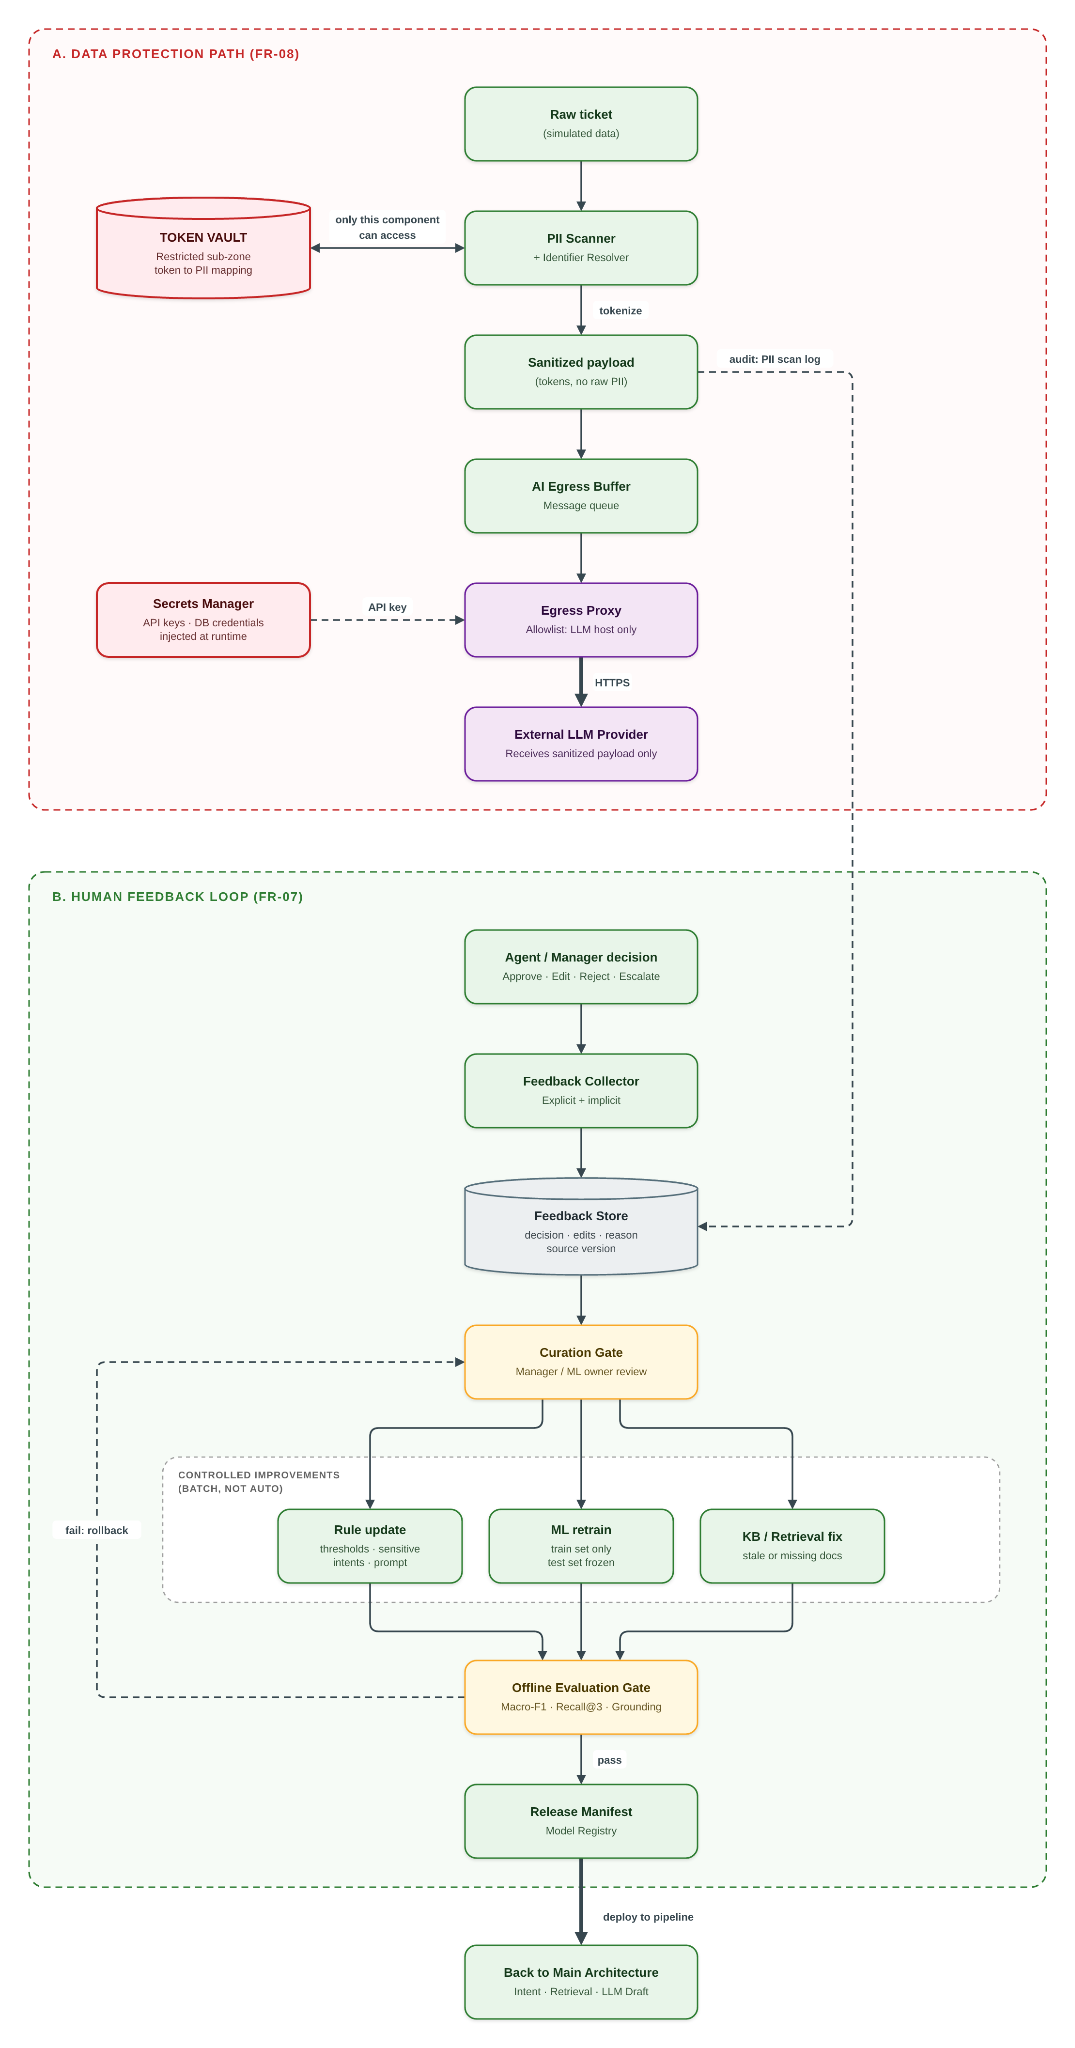 A. DATA PROTECTION PATH (FR-08)
Raw ticket
(simulated data)
TOKEN VAULT
Restricted sub-zone
token to PII mapping
only this component
can access
PII Scanner
+ Identifier Resolver
tokenize
Sanitized payload
(tokens, no raw PII)
audit: PII scan log
AI Egress Buffer
Message queue
Secrets Manager
API keys · DB credentials
injected at runtime
API key
Egress Proxy
Allowlist: LLM host only
HTTPS
External LLM Provider
Receives sanitized payload only
B. HUMAN FEEDBACK LOOP (FR-07)
Agent / Manager decision
Approve · Edit · Reject · Escalate
Feedback Collector
Explicit + implicit
Feedback Store
decision · edits · reason
source version
Curation Gate
Manager / ML owner review
CONTROLLED IMPROVEMENTS
(BATCH, NOT AUTO)
fail: rollback
Rule update
thresholds · sensitive
intents · prompt
ML retrain
train set only
test set frozen
KB / Retrieval fix
stale or missing docs
Offline Evaluation Gate
Macro-F1 · Recall@3 · Grounding
pass
Release Manifest
Model Registry
deploy to pipeline
Back to Main Architecture
Intent · Retrieval · LLM Draft